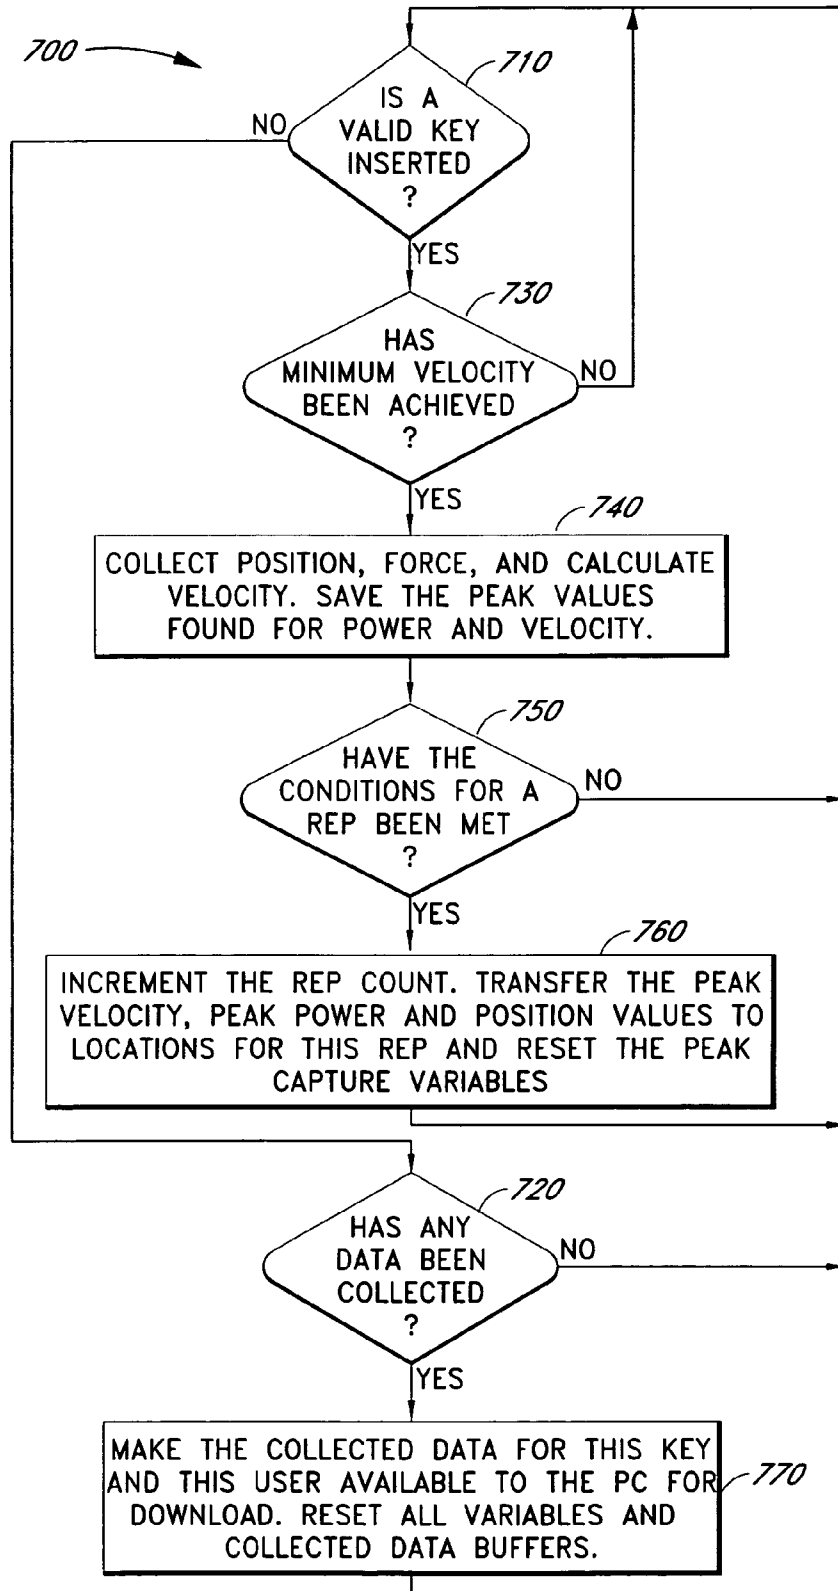 700
710
IS A
VALID KEY
INSERTED
?
NO
YES
730
HAS
MINIMUM VELOCITY
BEEN ACHIEVED
?
NO
YES
740
COLLECT POSITION, FORCE, AND CALCULATE
VELOCITY. SAVE THE PEAK VALUES
FOUND FOR POWER AND VELOCITY.
750
HAVE THE
CONDITIONS FOR A
REP BEEN MET
?
NO
YES
760
INCREMENT THE REP COUNT. TRANSFER THE PEAK
VELOCITY, PEAK POWER AND POSITION VALUES TO
LOCATIONS FOR THIS REP AND RESET THE PEAK
CAPTURE VARIABLES
720
HAS ANY
DATA BEEN
COLLECTED
?
NO
YES
MAKE THE COLLECTED DATA FOR THIS KEY
AND THIS USER AVAILABLE TO THE PC FOR
DOWNLOAD. RESET ALL VARIABLES AND
COLLECTED DATA BUFFERS.
770